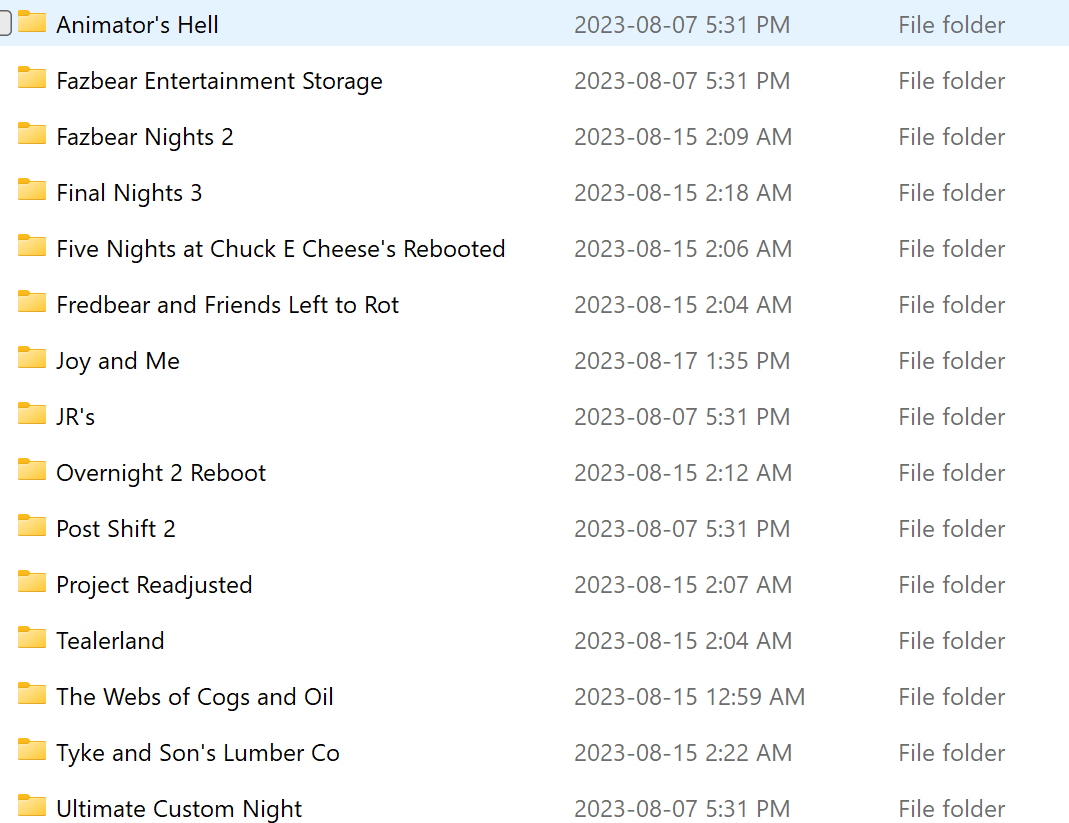 Animator's Hell 2023-08-07 5:31 PM File folder
Fazbear Entertainment Storage 2023-08-07 5:31 PM File folder
Fazbear Nights 2 2023-08-15 2:09 AM File folder
Final Nights 3 2023-08-15 2:18 AM File folder
Five Nights at Chuck E Cheese's Rebooted 2023-08-15 2:06 AM File folder
Fredbear and Friends Left to Rot 2023-08-15 2:04 AM File folder
Joy and Me 2023-08-17 1:35 PM File folder
JR's 2023-08-07 5:31 PM File folder
Overnight 2 Reboot 2023-08-15 2:12 AM File folder
Post Shift 2 2023-08-07 5:31 PM File folder
Project Readjusted 2023-08-15 2:07 AM File folder
Tealerland 2023-08-15 2:04 AM File folder
The Webs of Cogs and Oil 2023-08-15 12:59 AM File folder
Tyke and Son's Lumber Co 2023-08-15 2:22 AM File folder
Ultimate Custom Night 2023-08-07 5:31 PM File folder